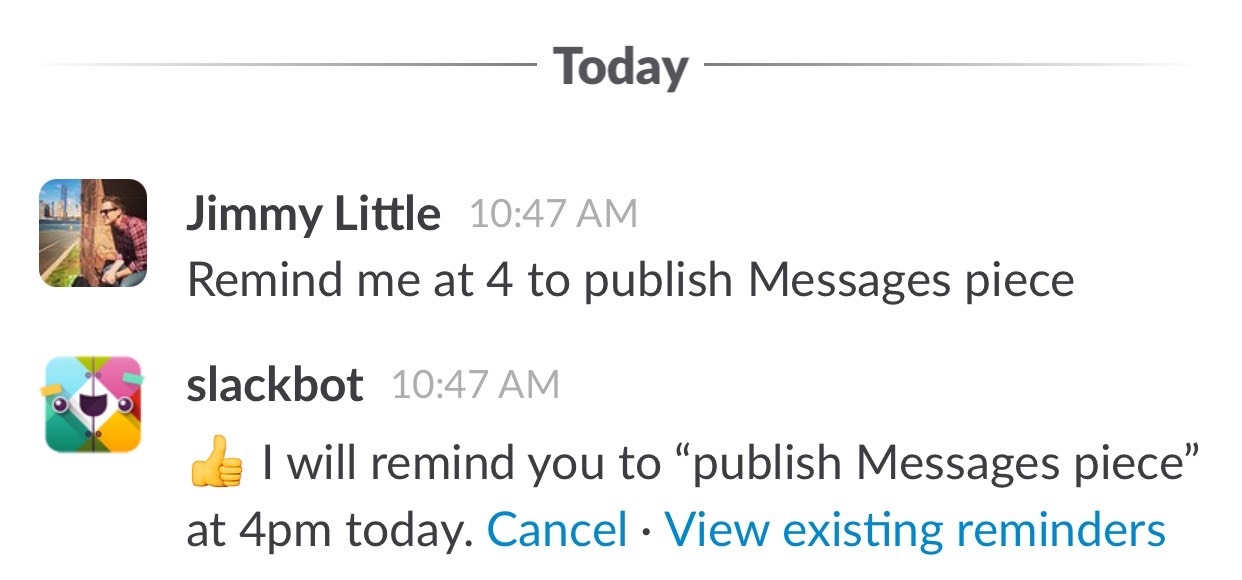 Today
Jimmy Little 10:47 AM
Remind me at 4 to publish Messages piece
slackbot 10:47 AM
👍 I will remind you to “publish Messages piece”
at 4pm today. Cancel · View existing reminders